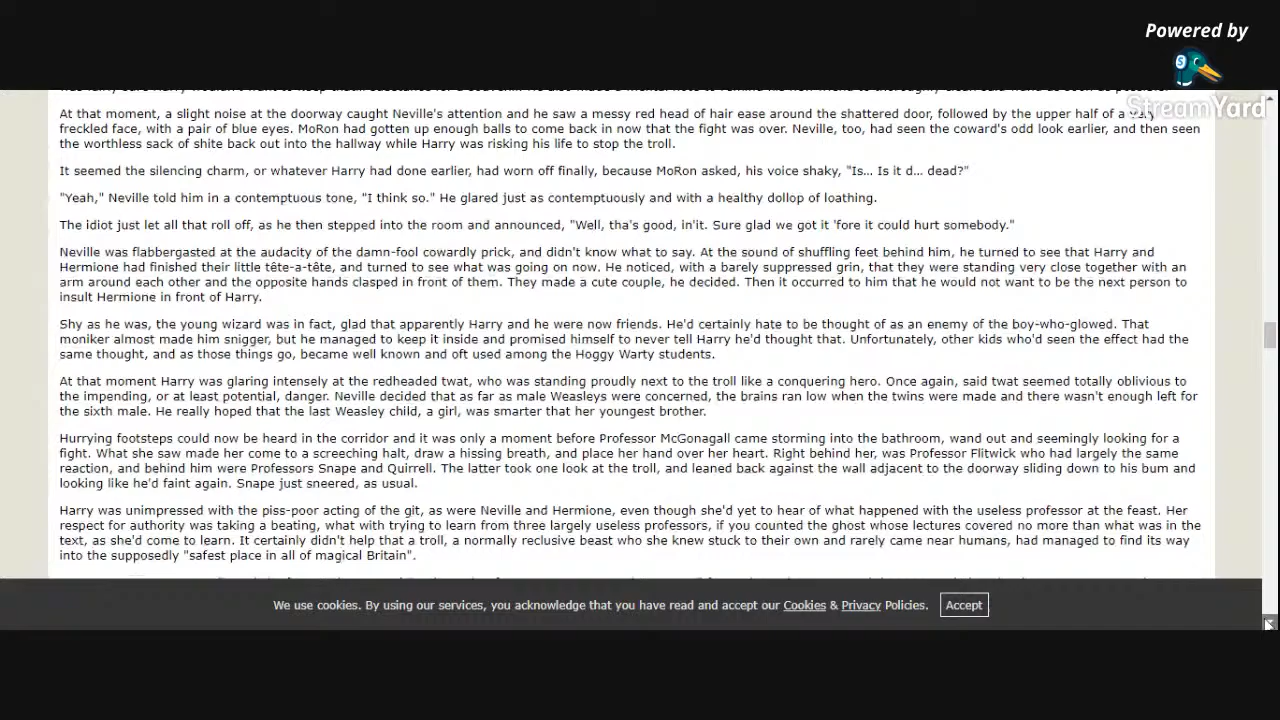 Powered by
StreamYard
At that moment, a slight noise at the doorway caught Neville's attention and he saw a messy red head of hair ease around the shattered door, followed by the upper half of a very
freckled face, with a pair of blue eyes. MoRon had gotten up enough balls to come back in now that the fight was over. Neville, too, had seen the coward's odd look earlier, and then seen
the worthless sack of shite back out into the hallway while Harry was risking his life to stop the troll.
It seemed the silencing charm, or whatever Harry had done earlier, had worn off finally, because MoRon asked, his voice shaky, "Is... Is it d... dead?"
"Yeah," Neville told him in a contemptuous tone, "I think so." He glared just as contemptuously and with a healthy dollop of loathing.
The idiot just let all that roll off, as he then stepped into the room and announced, "Well, tha's good, in'it. Sure glad we got it 'fore it could hurt somebody."
Neville was flabbergasted at the audacity of the damn-fool cowardly prick, and didn't know what to say. At the sound of shuffling feet behind him, he turned to see that Harry and
Hermione had finished their little tête-a-tête, and turned to see what was going on now. He noticed, with a barely suppressed grin, that they were standing very close together with an
arm around each other and the opposite hands clasped in front of them. They made a cute couple, he decided. Then it occurred to him that he would not want to be the next person to
insult Hermione in front of Harry.
Shy as he was, the young wizard was in fact, glad that apparently Harry and he were now friends. He'd certainly hate to be thought of as an enemy of the boy-who-glowed. That
moniker almost made him snigger, but he managed to keep it inside and promised himself to never tell Harry he'd thought that. Unfortunately, other kids who'd seen the effect had the
same thought, and as those things go, became well known and oft used among the Hoggy Warty students.
At that moment Harry was glaring intensely at the redheaded twat, who was standing proudly next to the troll like a conquering hero. Once again, said twat seemed totally oblivious to
the impending, or at least potential, danger. Neville decided that as far as male Weasleys were concerned, the brains ran low when the twins were made and there wasn't enough left for
the sixth male. He really hoped that the last Weasley child, a girl, was smarter that her youngest brother.
Hurrying footsteps could now be heard in the corridor and it was only a moment before Professor McGonagall came storming into the bathroom, wand out and seemingly looking for a
fight. What she saw made her come to a screeching halt, draw a hissing breath, and place her hand over her heart. Right behind her, was Professor Flitwick who had largely the same
reaction, and behind him were Professors Snape and Quirrell. The latter took one look at the troll, and leaned back against the wall adjacent to the doorway sliding down to his bum and
looking like he'd faint again. Snape just sneered, as usual.
Harry was unimpressed with the piss-poor acting of the git, as were Neville and Hermione, even though she'd yet to hear of what happened with the useless professor at the feast. Her
respect for authority was taking a beating, what with trying to learn from three largely useless professors, if you counted the ghost whose lectures covered no more than what was in the
text, as she'd come to learn. It certainly didn't help that a troll, a normally reclusive beast who she knew stuck to their own and rarely came near humans, had managed to find its way
into the supposedly "safest place in all of magical Britain".
We use cookies. By using our services, you acknowledge that you have read and accept our Cookies & Privacy Policies.
Accept